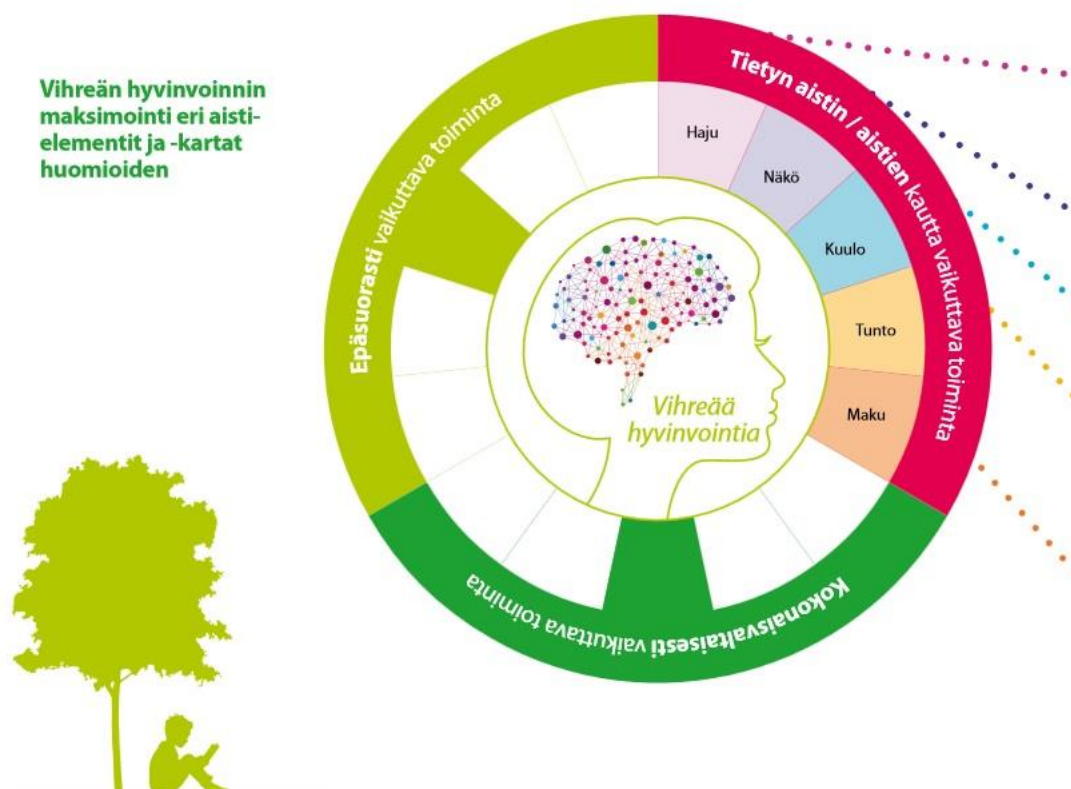 Vihreän hyvinvoinnin
maksimointi eri aisti-
elementit ja -kartat
huomioiden
Epäsuorasti vaikuttava toiminta
Tietyn aistin / aistien kautta vaikuttava toiminta
Haju
Näkö
Kuulo
Tunto
Maku
Vihreää
hyvinvointia
Kokonaisvaltaisesti vaikuttava toiminta